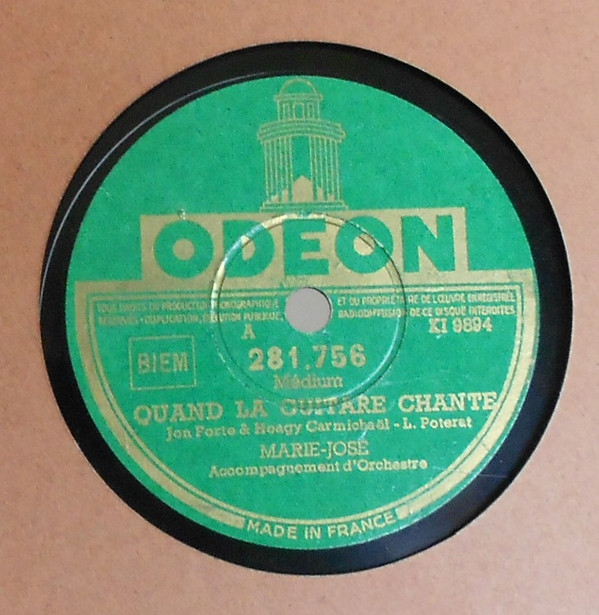 ODEON
TOUS DROITS DU PRODUCTEUR PHONOGRAPHIQUE ET DU PROPRIÉTAIRE DE L'ŒUVRE ENREGISTRÉE
RÉSERVÉS · DUPLICATION, EXÉCUTION PUBLIQUE, RADIODIFFUSION DE CE DISQUE INTERDITES
KI 9894
A
BIEM
281.756
Médium
QUAND LA GUITARE CHANTE
Jon Forte & Hoagy Carmichaël - L. Poterat
MARIE-JOSÉ
Accompagnement d'Orchestre
MADE IN FRANCE